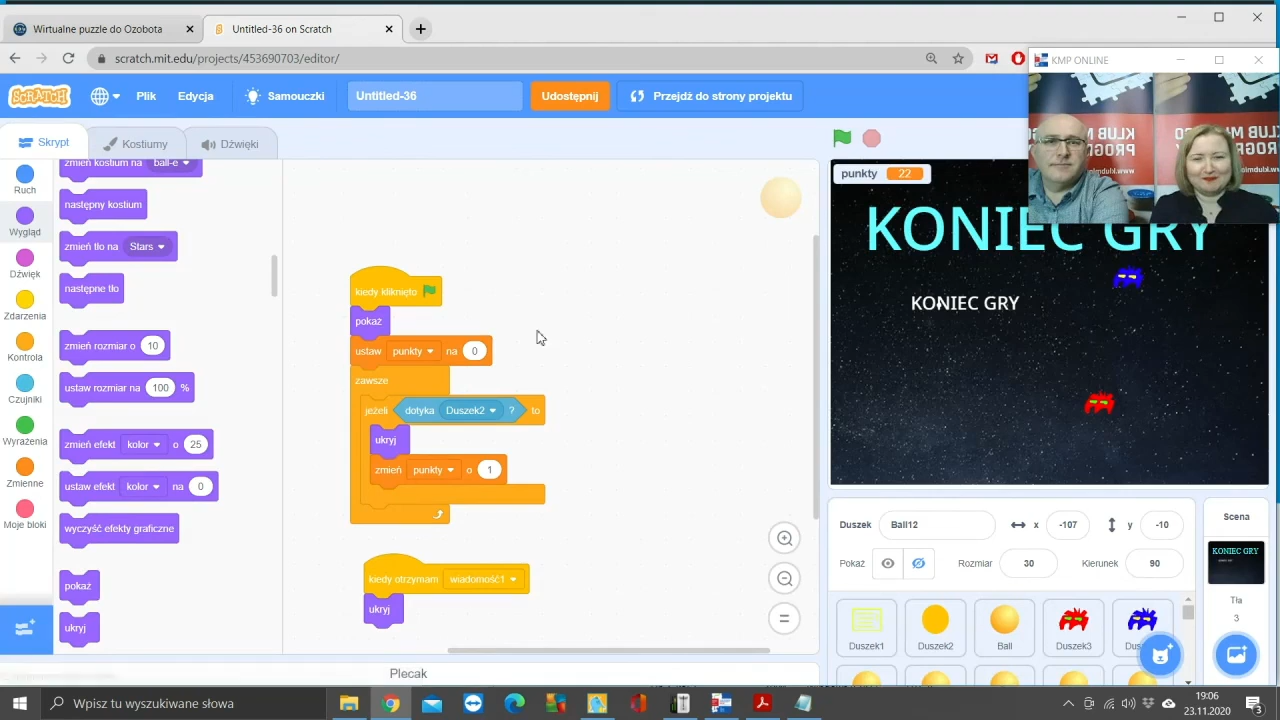 Wirtualne puzzle do Ozobota
Untitled-36 on Scratch
scratch.mit.edu/projects/453690703/editor/
KMP ONLINE
SCRATCH
Plik
Edycja
Samouczki
Untitled-36
Udostępnij
Przejdź do strony projektu
Skrypt
Kostiumy
Dźwięki
Ruch
Wygląd
Dźwięk
Zdarzenia
Kontrola
Czujniki
Wyrażenia
Zmienne
Moje bloki
zmień kostium na ball-e
następny kostium
zmień tło na Stars
następne tło
zmień rozmiar o 10
ustaw rozmiar na 100 %
zmień efekt kolor o 25
ustaw efekt kolor na 0
wyczyść efekty graficzne
pokaż
ukryj
kiedy kliknięto
pokaż
ustaw punkty na 0
zawsze
jeżeli dotyka Duszek2 ? to
ukryj
zmień punkty o 1
kiedy otrzymam wiadomość1
ukryj
Plecak
punkty 22
KONIEC GRY
KONIEC GRY
Duszek Ball12 x -107 y -10
Pokaż Rozmiar 30 Kierunek 90
Duszek1
Duszek2
Ball
Duszek3
Scena
KONIEC GRY
Tła
3
Wpisz tu wyszukiwane słowa
19:06
23.11.2020
3